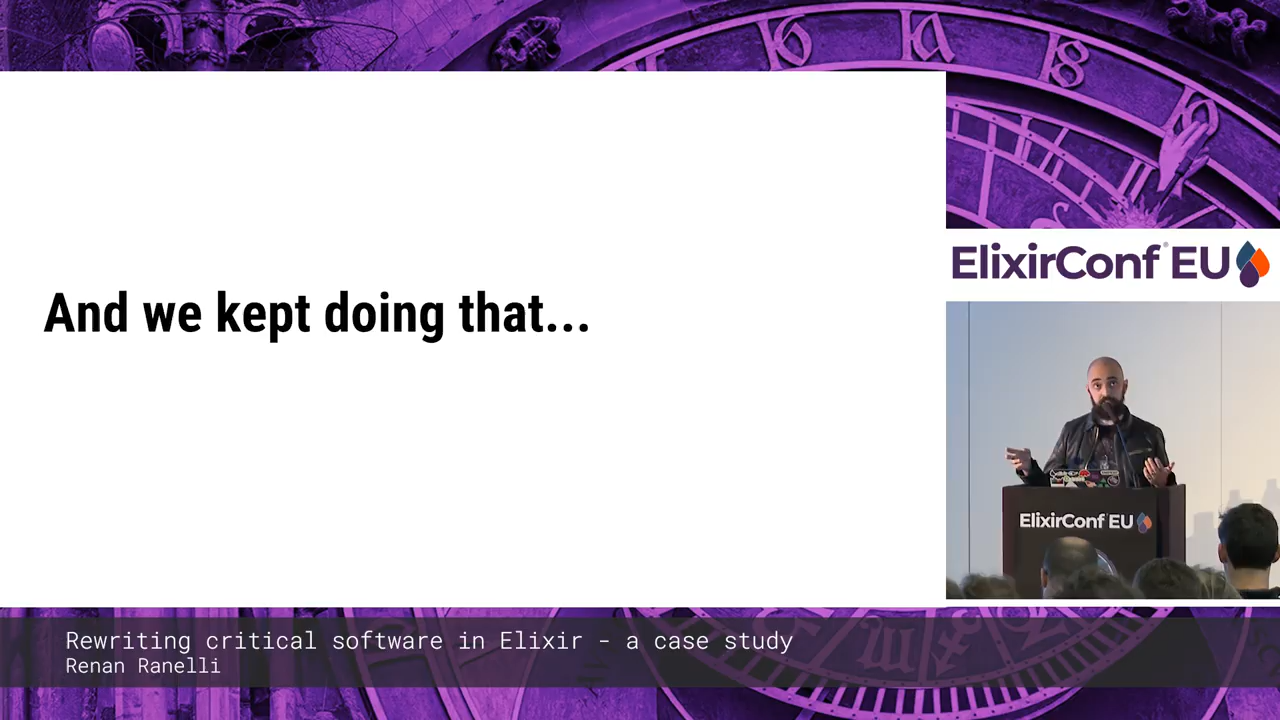 And we kept doing that...
ElixirConf® EU
ElixirConf EU
Rewriting critical software in Elixir - a case study
Renan Ranelli